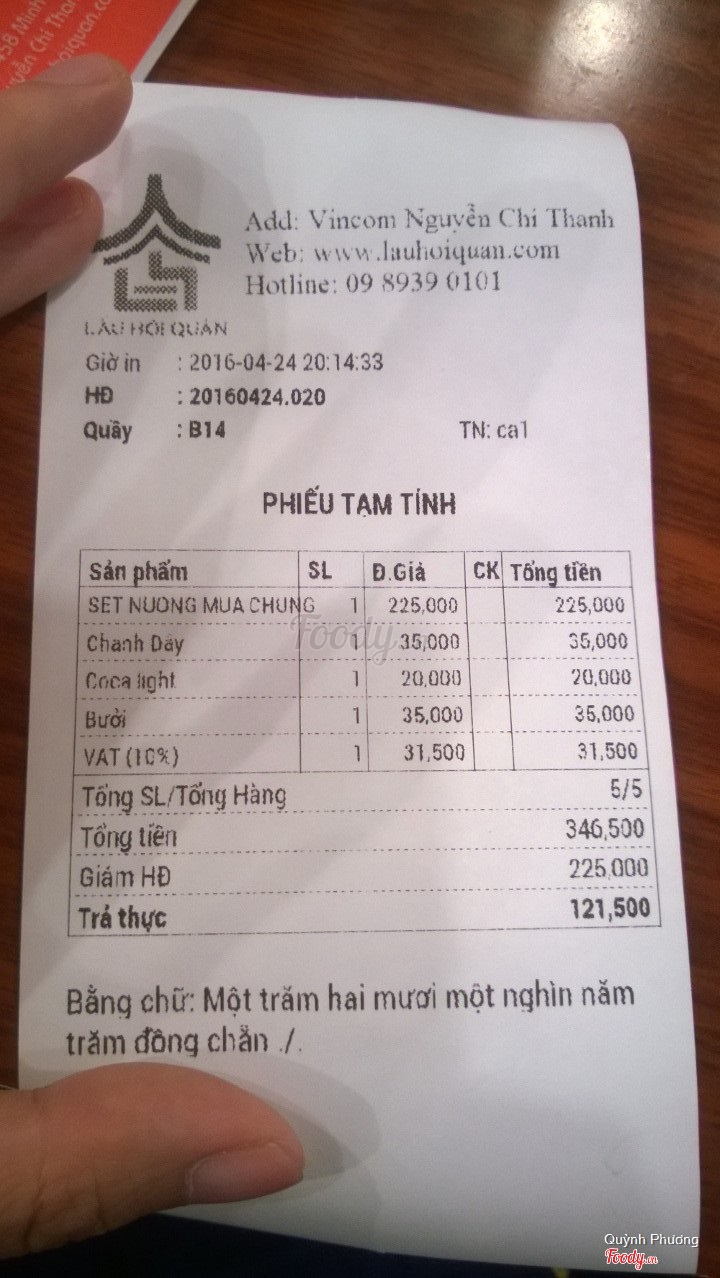 458 Minh
Add: Vincom Nguyễn Chí Thanh
Web: www.lauhoiquan.com
Hotline: 09 8939 0101
LẨU HỘI QUÁN
Giờ in : 2016-04-24 20:14:33
HĐ : 20160424.020
Quầy : B14 TN: ca1
PHIẾU TẠM TÍNH
Sản phẩm SL Đ.Giá CK Tổng tiền
SET NUONG MUA CHUNG 1 225,000 225,000
Chanh Dây 1 35,000 35,000
Coca light 1 20,000 20,000
Bưởi 1 35,000 35,000
VAT (10%) 1 31,500 31,500
Tổng SL/Tổng Hàng 5/5
Tổng tiền 346,500
Giảm HĐ 225,000
Trả thực 121,500
Bằng chữ: Một trăm hai mươi một nghìn năm
trăm đồng chẵn ./.
Foody.vn
Quỳnh Phương
Foody.vn